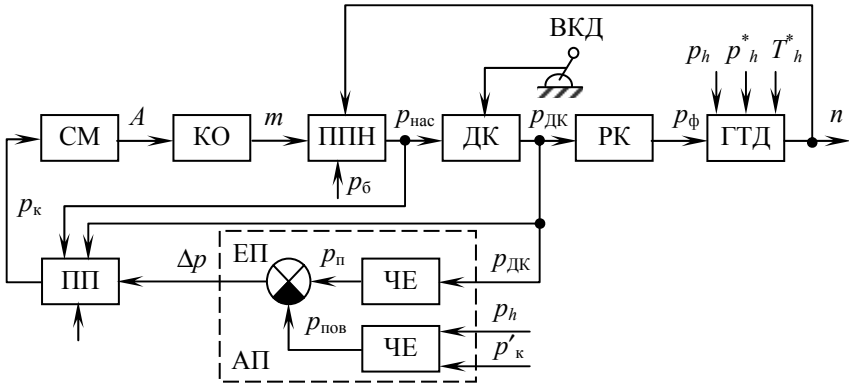 ВКД
p_h p*_h T*_h
СМ A КО m ППН p_нас ДК p_ДК РК p_ф ГТД n
p_б
p_к
ПП Δp ЕП p_п ЧЕ p_ДК
p_пов ЧЕ p_h
p′_к
АП